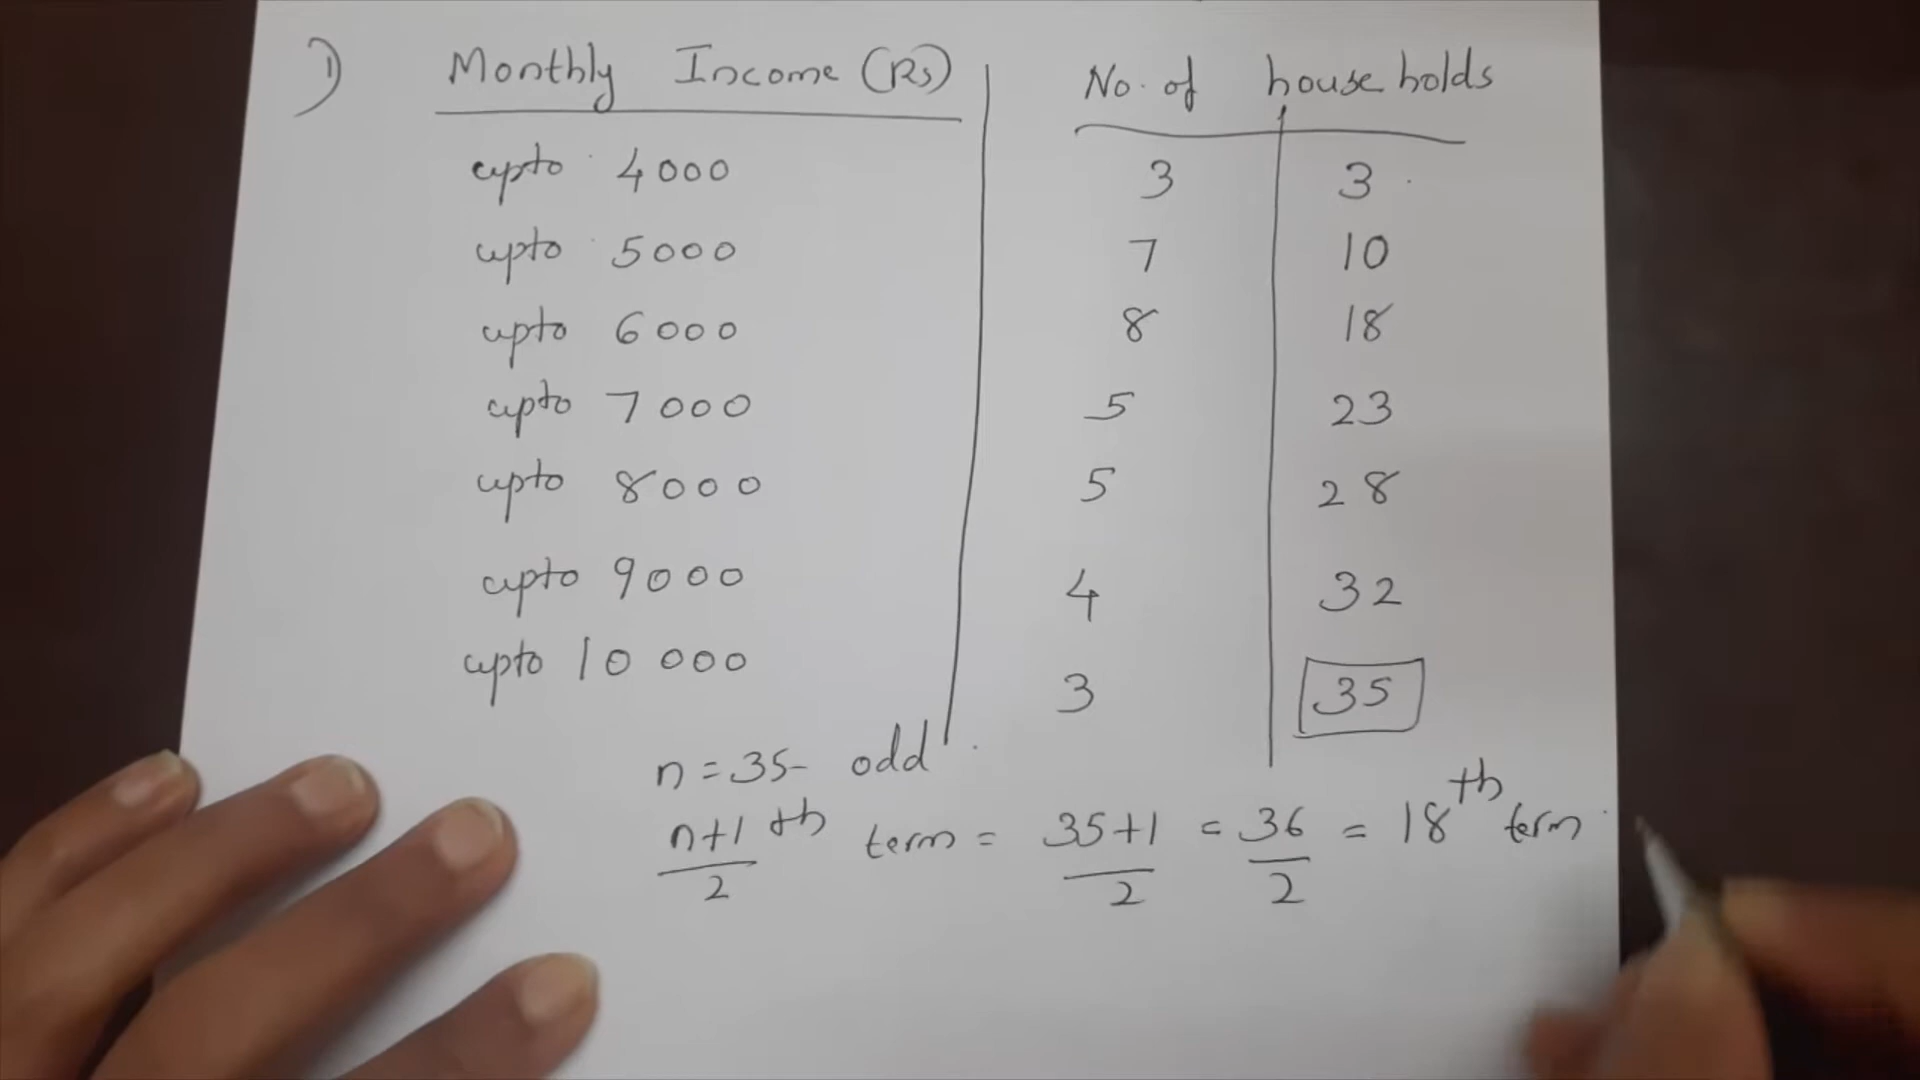 1) Monthly Income (Rs) No. of households
upto 4000 3 3
upto 5000 7 10
upto 6000 8 18
upto 7000 5 23
upto 8000 5 28
upto 9000 4 32
upto 10 000 3 35
n = 35 - odd
n+1/2 th term = 35+1/2 = 36/2 = 18th term